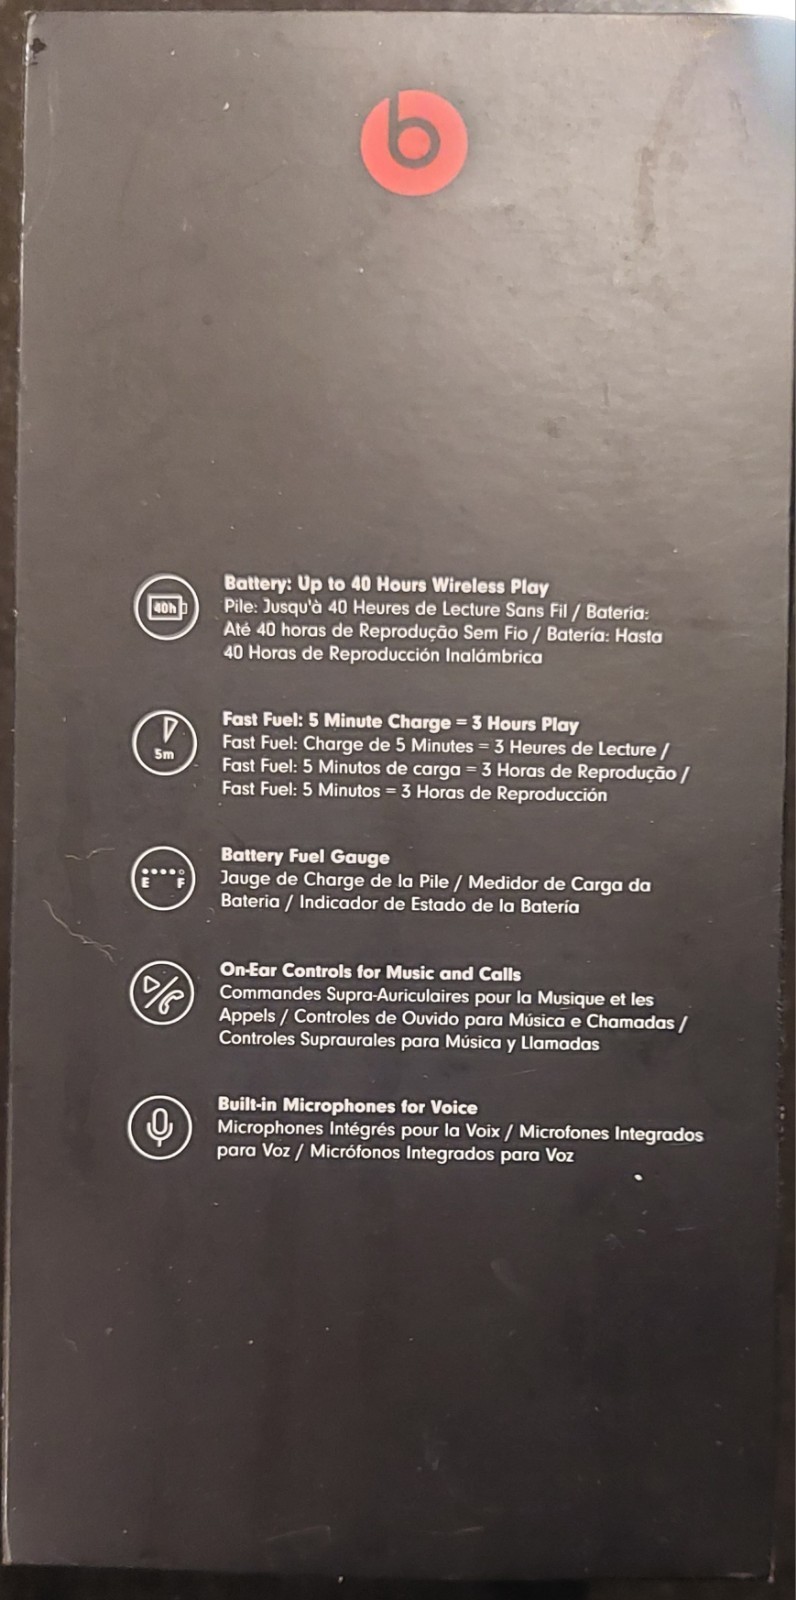 b
40h
Battery: Up to 40 Hours Wireless Play
Pile: Jusqu'à 40 Heures de Lecture Sans Fil / Bateria:
Até 40 horas de Reprodução Sem Fio / Batería: Hasta
40 Horas de Reproducción Inalámbrica
5m
Fast Fuel: 5 Minute Charge = 3 Hours Play
Fast Fuel: Charge de 5 Minutes = 3 Heures de Lecture /
Fast Fuel: 5 Minutos de carga = 3 Horas de Reprodução /
Fast Fuel: 5 Minutos = 3 Horas de Reproducción
E F
Battery Fuel Gauge
Jauge de Charge de la Pile / Medidor de Carga da
Bateria / Indicador de Estado de la Batería
On-Ear Controls for Music and Calls
Commandes Supra-Auriculaires pour la Musique et les
Appels / Controles de Ouvido para Música e Chamadas /
Controles Supraurales para Música y Llamadas
Built-in Microphones for Voice
Microphones Intégrés pour la Voix / Microfones Integrados
para Voz / Micrófonos Integrados para Voz